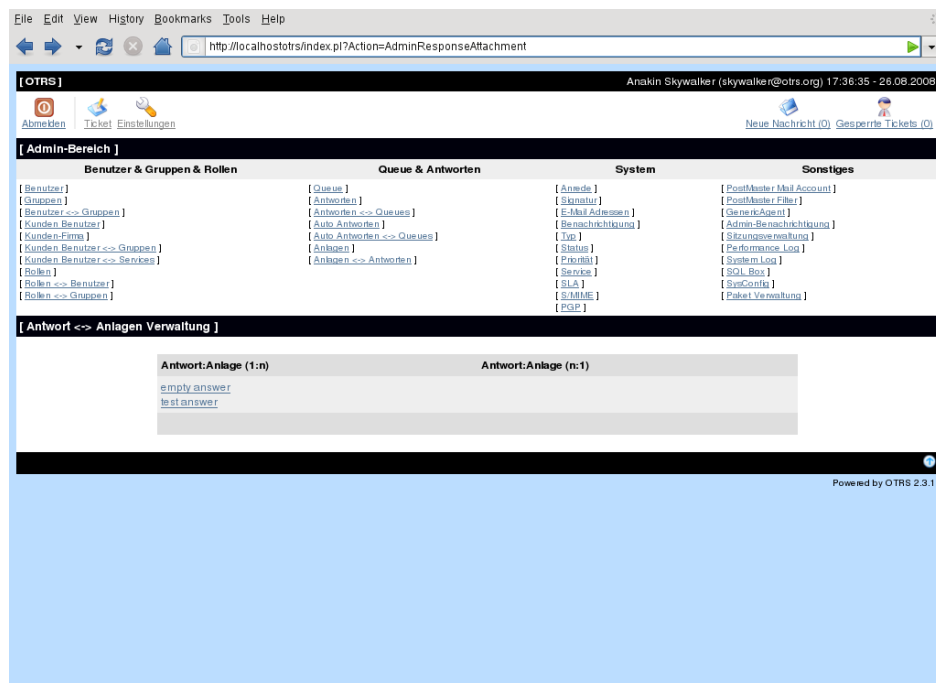 File Edit View History Bookmarks Tools Help
http://localhostotrs/index.pl?Action=AdminResponseAttachment
[ OTRS ] Anakin Skywalker (skywalker@otrs.org) 17:36:35 - 26.08.2008
Abmelden Ticket Einstellungen Neue Nachricht (0) Gesperrte Tickets (0)
[ Admin-Bereich ]
Benutzer & Gruppen & Rollen Queue & Antworten System Sonstiges
[ Benutzer ] [ Queue ] [ Anrede ] [ PostMaster Mail Account ]
[ Gruppen ] [ Antworten ] [ Signatur ] [ PostMaster Filter ]
[ Benutzer <-> Gruppen ] [ Antworten <-> Queues ] [ E-Mail Adressen ] [ GenericAgent ]
[ Kunden Benutzer ] [ Auto Antworten ] [ Benachrichtigung ] [ Admin-Benachrichtigung ]
[ Kunden-Firma ] [ Auto Antworten <-> Queues ] [ Typ ] [ Sitzungsverwaltung ]
[ Kunden Benutzer <-> Gruppen ] [ Anlagen ] [ Status ] [ Performance Log ]
[ Kunden Benutzer <-> Services ] [ Anlagen <-> Antworten ] [ Priorität ] [ System Log ]
[ Rollen ] [ Service ] [ SQL Box ]
[ Rollen <-> Benutzer ] [ SLA ] [ SysConfig ]
[ Rollen <-> Gruppen ] [ S/MIME ] [ Paket Verwaltung ]
[ PGP ]
[ Antwort <-> Anlagen Verwaltung ]
Antwort:Anlage (1:n) Antwort:Anlage (n:1)
empty answer
test answer
Powered by OTRS 2.3.1